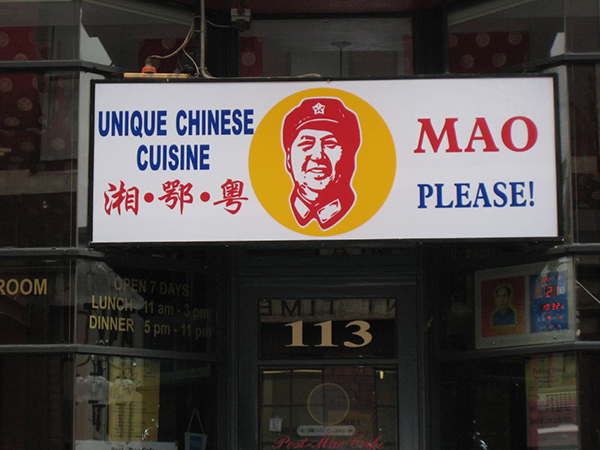 UNIQUE CHINESE
CUISINE
湘•鄂•粤
MAO
PLEASE!
ROOM
OPEN 7 DAYS
LUNCH 11 am - 3 pm
DINNER 5 pm - 11 pm
113
Post-Mao Cafe